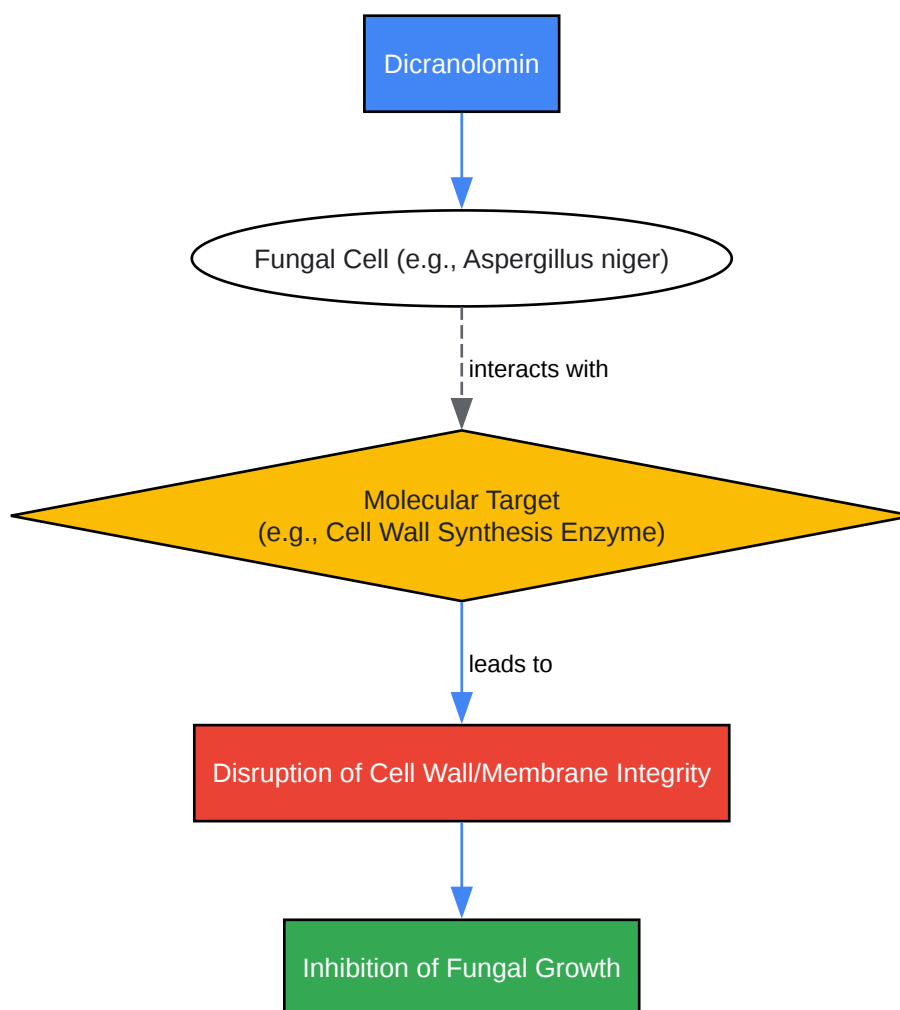 Dicranolomin
Fungal Cell (e.g., Aspergillus niger)
interacts with
Molecular Target
(e.g., Cell Wall Synthesis Enzyme)
leads to
Disruption of Cell Wall/Membrane Integrity
Inhibition of Fungal Growth